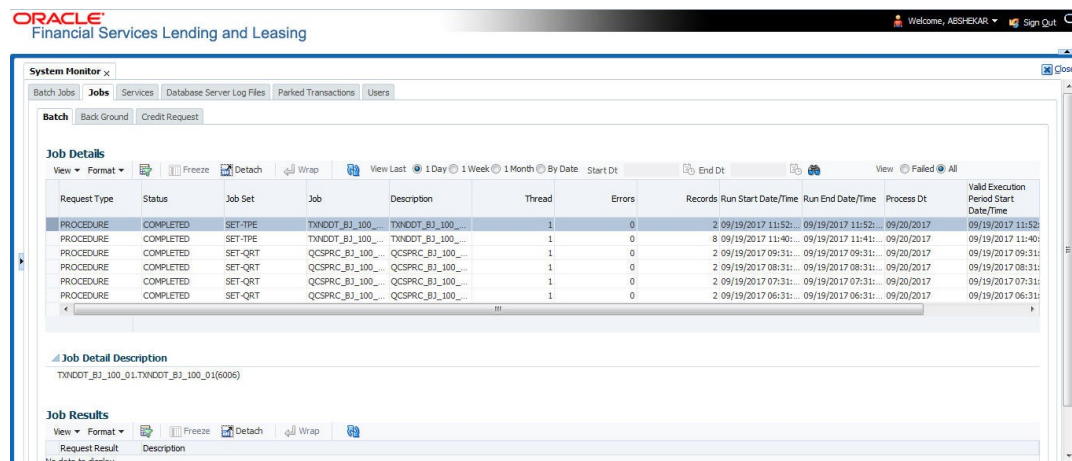 ORACLE
Financial Services Lending and Leasing
Welcome, ABSHEKAR Sign Out
System Monitor x
Close
Batch Jobs Jobs Services Database Server Log Files Parked Transactions Users
Batch Back Ground Credit Request
Job Details
View Format Freeze Detach Wrap View Last 1 Day 1 Week 1 Month By Date Start Dt End Dt View Failed All
Request Type Status Job Set Job Description Thread Errors Records Run Start Date/Time Run End Date/Time Process Dt Valid Execution Period Start Date/Time
PROCEDURE COMPLETED SET-TPE TXNDDT_BJ_100_... TXNDDT_BJ_100_... 1 0 2 09/19/2017 11:52:... 09/19/2017 11:52:... 09/20/2017 09/19/2017 11:52:
PROCEDURE COMPLETED SET-TPE TXNDDT_BJ_100_... TXNDDT_BJ_100_... 1 0 8 09/19/2017 11:40:... 09/19/2017 11:41:... 09/20/2017 09/19/2017 11:40:
PROCEDURE COMPLETED SET-QRT QCSPRC_BJ_100_... QCSPRC_BJ_100_... 1 0 2 09/19/2017 09:31:... 09/19/2017 09:31:... 09/20/2017 09/19/2017 09:31:
PROCEDURE COMPLETED SET-QRT QCSPRC_BJ_100_... QCSPRC_BJ_100_... 1 0 2 09/19/2017 08:31:... 09/19/2017 08:31:... 09/20/2017 09/19/2017 08:31:
PROCEDURE COMPLETED SET-QRT QCSPRC_BJ_100_... QCSPRC_BJ_100_... 1 0 2 09/19/2017 07:31:... 09/19/2017 07:31:... 09/20/2017 09/19/2017 07:31:
PROCEDURE COMPLETED SET-QRT QCSPRC_BJ_100_... QCSPRC_BJ_100_... 1 0 2 09/19/2017 06:31:... 09/19/2017 06:31:... 09/20/2017 09/19/2017 06:31:
Job Detail Description
TXNDDT_BJ_100_01.TXNDDT_BJ_100_01(6006)
Job Results
View Format Freeze Detach Wrap
Request Result Description
No data to display